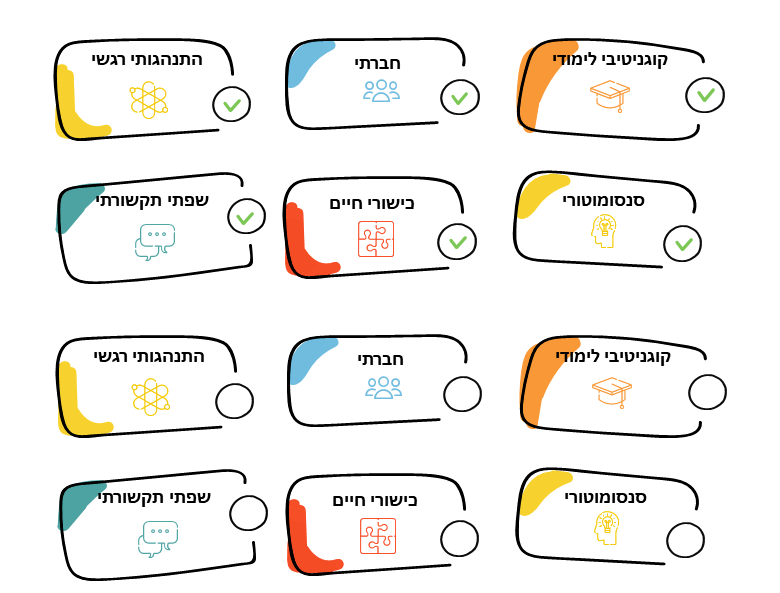 קוגניטיבי לימודי
חברתי
התנהגותי רגשי
סנסומוטורי
כישורי חיים
שפתי תקשורתי
קוגניטיבי לימודי
חברתי
התנהגותי רגשי
סנסומוטורי
כישורי חיים
שפתי תקשורתי